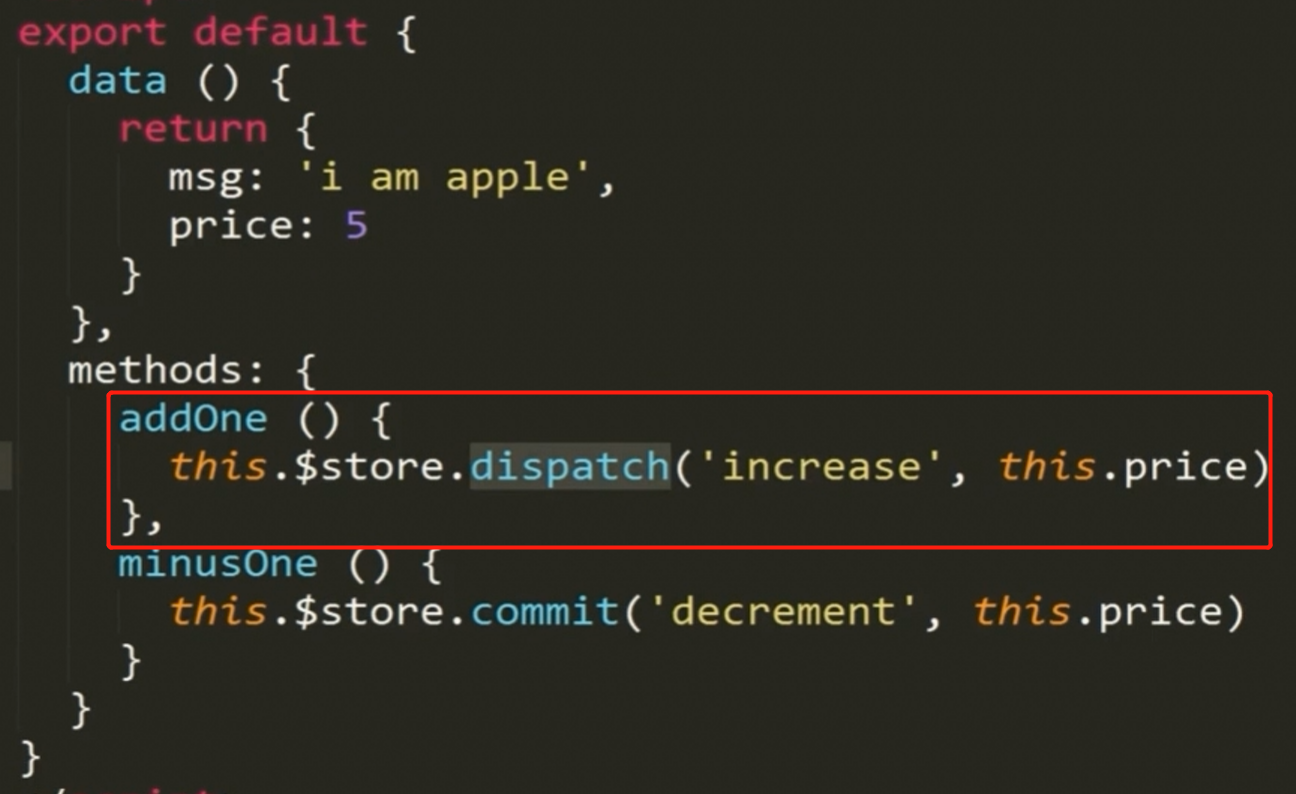 export default {
data () {
return {
msg: 'i am apple',
price: 5
}
},
methods: {
addOne () {
this.$store.dispatch('increase', this.price)
},
minusOne () {
this.$store.commit('decrement', this.price)
}
}
}